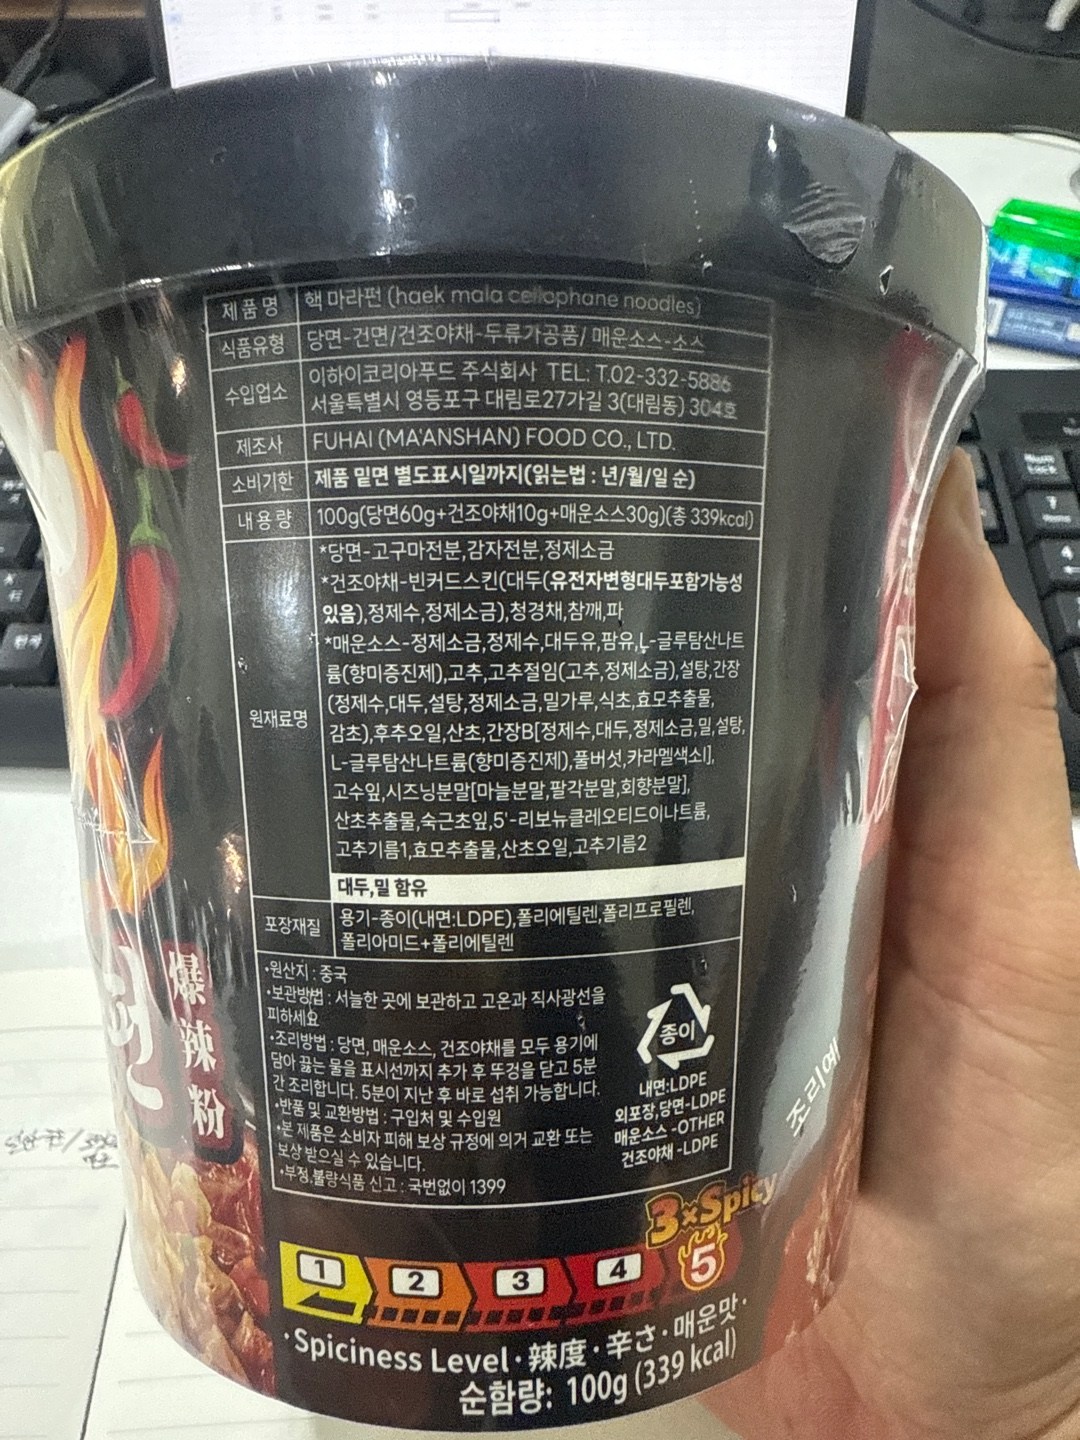 제품명 핵 마라펀 (haek mala cellophane noodles)
식품유형 당면-건면/건조야채-두류가공품/ 매운소스-소스
수입업소 이하이코리아푸드 주식회사 TEL: T.02-332-5886
서울특별시 영등포구 대림로27가길 3(대림동) 304호
제조사 FUHAI (MA'ANSHAN) FOOD CO., LTD.
소비기한 제품 밑면 별도표시일까지(읽는법 : 년/월/일 순)
내용량 100g(당면60g+건조야채10g+매운소스30g)(총 339kcal)
원재료명
*당면-고구마전분,감자전분,정제소금
*건조야채-빈커드스킨(대두(유전자변형대두포함가능성
있음),정제수,정제소금),청경채,참깨,파
*매운소스-정제소금,정제수,대두유,팜유,L-글루탐산나트
륨(향미증진제),고추,고추절임(고추,정제소금),설탕,간장
(정제수,대두,설탕,정제소금,밀가루,식초,효모추출물,
감초),후추오일,산초,간장B[정제수,대두,정제소금,밀,설탕,
L-글루탐산나트륨(향미증진제),풀버섯,카라멜색소I],
고수잎,시즈닝분말[마늘분말,팔각분말,회향분말],
산초추출물,숙근초잎,5'-리보뉴클레오티드이나트륨,
고추기름1,효모추출물,산초오일,고추기름2
대두,밀 함유
포장재질 용기-종이(내면:LDPE),폴리에틸렌,폴리프로필렌,
폴리아미드+폴리에틸렌
•원산지 : 중국
•보관방법 : 서늘한 곳에 보관하고 고온과 직사광선을
피하세요
•조리방법 : 당면, 매운소스, 건조야채를 모두 용기에
담아 끓는 물을 표시선까지 추가 후 뚜껑을 닫고 5분
간 조리합니다. 5분이 지난 후 바로 섭취 가능합니다.
•반품 및 교환방법 : 구입처 및 수입원
•본 제품은 소비자 피해 보상 규정에 의거 교환 또는
보상 받으실 수 있습니다.
•부정,불량식품 신고 : 국번없이 1399
종이
내면:LDPE
외포장,당면-LDPE
매운소스 -OTHER
건조야채 -LDPE
조리예
펀
爆辣粉
3×Spicy
1 2 3 4 5
·Spiciness Level · 辣度 · 辛さ · 매운맛·
순함량: 100g (339 kcal)